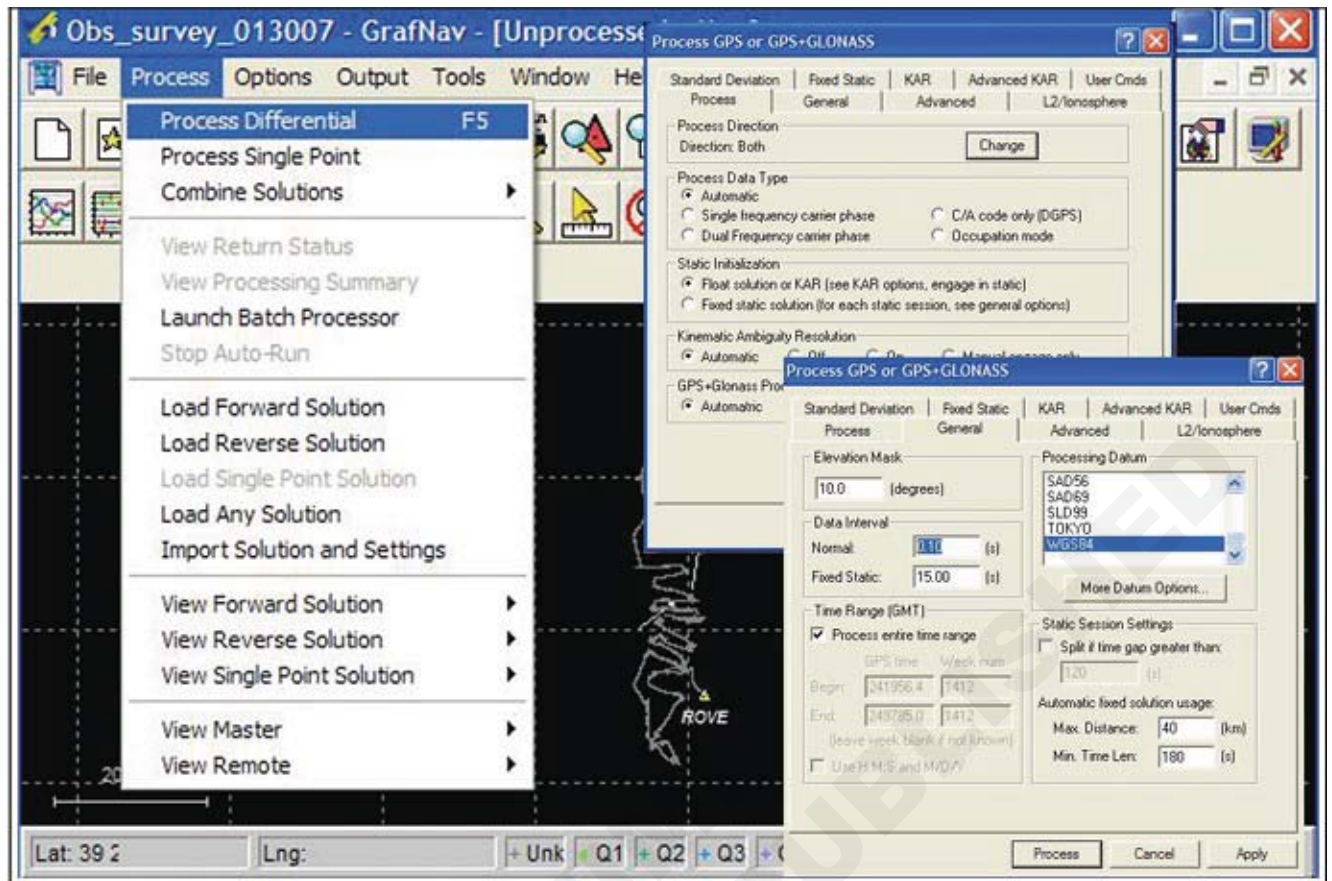 Obs_survey_013007 - GrafNav - [Unprocesse
File Process Options Output Tools Window He
Process Differential F5
Process Single Point
Combine Solutions
View Return Status
View Processing Summary
Launch Batch Processor
Stop Auto-Run
Load Forward Solution
Load Reverse Solution
Load Single Point Solution
Load Any Solution
Import Solution and Settings
View Forward Solution
View Reverse Solution
View Single Point Solution
View Master
View Remote
20
ROVE
Lat: 39 2 Lng: Unk Q1 Q2 Q3
Process GPS or GPS+GLONASS
Standard Deviation Fixed Static KAR Advanced KAR User Cmds
Process General Advanced L2/Ionosphere
Process Direction
Direction: Both Change
Process Data Type
Automatic
Single frequency carrier phase C/A code only (DGPS)
Dual Frequency carrier phase Occupation mode
Static Initialization
Float solution or KAR (see KAR options, engage in static)
Fixed static solution (for each static session, see general options)
Kinematic Ambiguity Resolution
Automatic Off On Manual engage only
GPS+Glonass Pro
Automatric
Process GPS or GPS+GLONASS
Standard Deviation Fixed Static KAR Advanced KAR User Cmds
Process General Advanced L2/Ionosphere
Elevation Mask
10.0 (degrees)
Data Interval
Normal: 0.10 (s)
Fixed Static: 15.00 (s)
Time Range (GMT)
Process entire time range
GPS time Week num
Begin: 241956.4 1412
End: 249785.0 1412
(leave week blank if not known)
Use H:M:S and M/D/Y
Processing Datum
SAD56
SAD69
SLD99
TOKYO
WGS84
More Datum Options...
Static Session Settings
Split if time gap greater than:
120 (s)
Automatic fixed solution usage:
Max. Distance: 40 (km)
Min. Time Len: 180 (s)
Process Cancel Apply